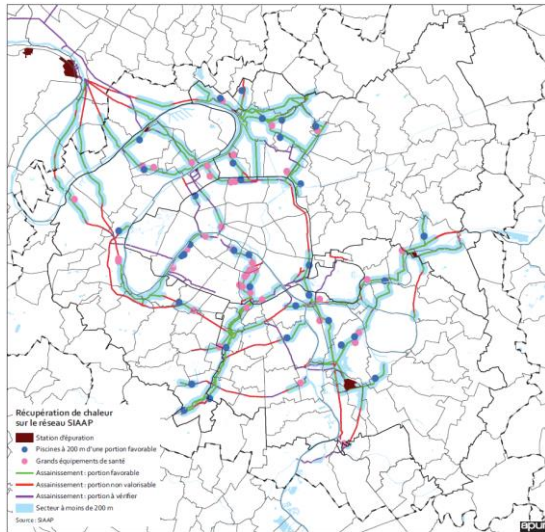 Récupération de chaleur
sur le réseau SIAAP
Station d'épuration
Piscines à 200 m d'une portion favorable
Grands équipements de santé
Assainissement : portion favorable
Assainissement : portion non valorisable
Assainissement : portion à vérifier
Secteur à moins de 200 m
Source : SIAAP
apur